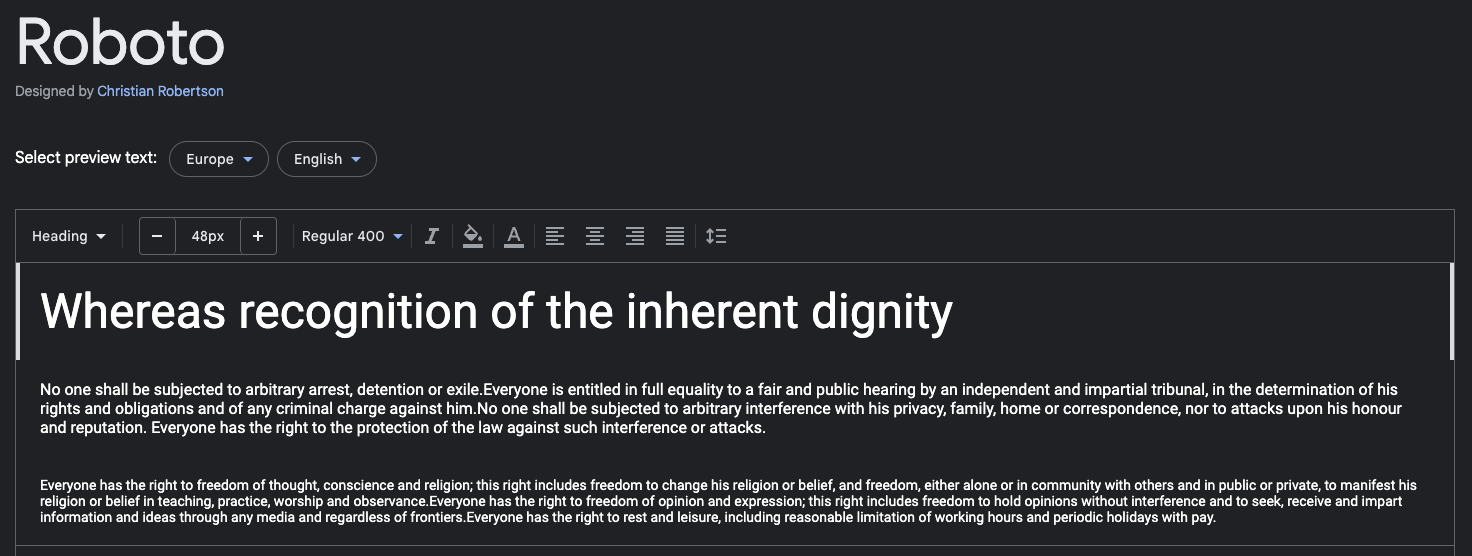 Roboto
Designed by Christian Robertson
Select preview text: Europe English
Heading − 48px + Regular 400
Whereas recognition of the inherent dignity
No one shall be subjected to arbitrary arrest, detention or exile.Everyone is entitled in full equality to a fair and public hearing by an independent and impartial tribunal, in the determination of his
rights and obligations and of any criminal charge against him.No one shall be subjected to arbitrary interference with his privacy, family, home or correspondence, nor to attacks upon his honour
and reputation. Everyone has the right to the protection of the law against such interference or attacks.
Everyone has the right to freedom of thought, conscience and religion; this right includes freedom to change his religion or belief, and freedom, either alone or in community with others and in public or private, to manifest his
religion or belief in teaching, practice, worship and observance.Everyone has the right to freedom of opinion and expression; this right includes freedom to hold opinions without interference and to seek, receive and impart
information and ideas through any media and regardless of frontiers.Everyone has the right to rest and leisure, including reasonable limitation of working hours and periodic holidays with pay.